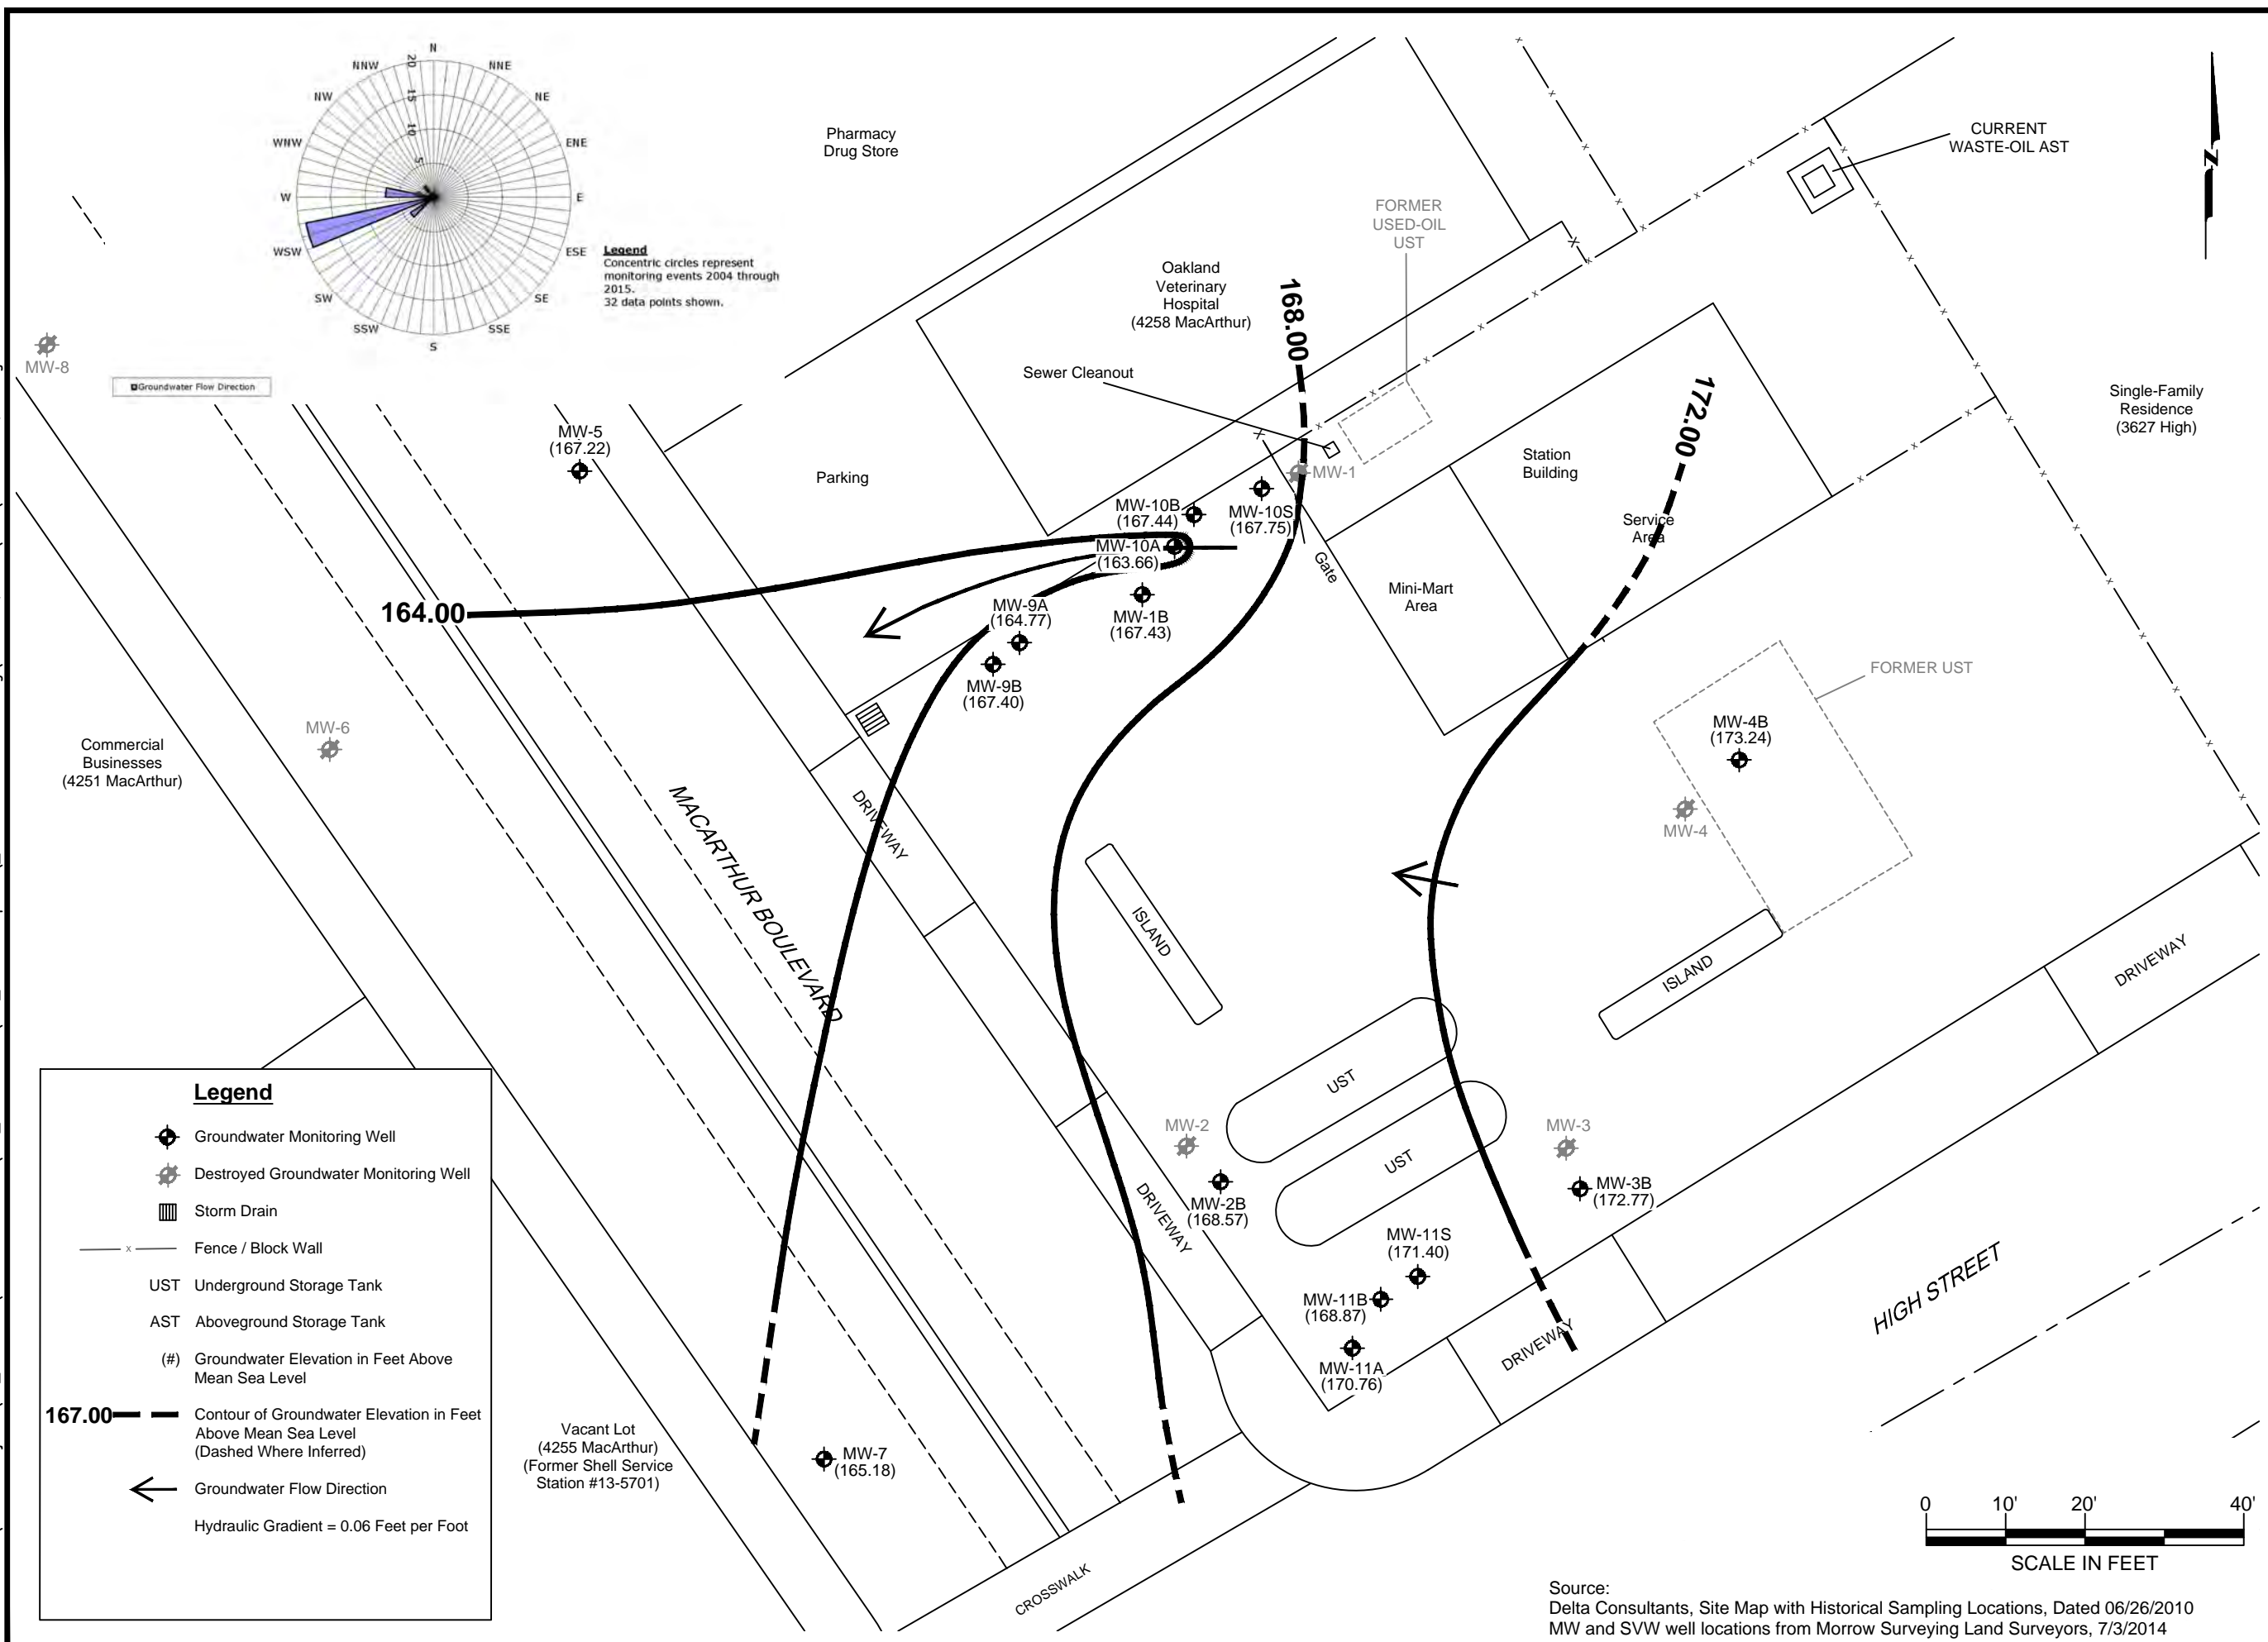 N
NNE
NE
ENE
E
ESE
SE
SSE
S
SSW
SW
WSW
W
WNW
NW
NNW
20
15
10
5
Legend
Concentric circles represent
monitoring events 2004 through
2015.
32 data points shown.
Groundwater Flow Direction
Pharmacy
Drug Store
N
CURRENT
WASTE-OIL AST
FORMER
USED-OIL
UST
Oakland
Veterinary
Hospital
(4258 MacArthur)
168.00
Sewer Cleanout
172.00
Single-Family
Residence
(3627 High)
MW-8
MW-5
(167.22)
Parking
MW-1
Station
Building
MW-10B
(167.44)
MW-10S
(167.75)
Service
Area
MW-10A
(163.66)
Gate
Mini-Mart
Area
164.00
MW-9A
(164.77)
MW-1B
(167.43)
MW-9B
(167.40)
FORMER UST
MW-4B
(173.24)
MW-6
Commercial
Businesses
(4251 MacArthur)
MACARTHUR BOULEVARD
DRIVEWAY
MW-4
ISLAND
ISLAND
DRIVEWAY
UST
UST
MW-2
MW-3
MW-2B
(168.57)
MW-3B
(172.77)
DRIVEWAY
MW-11S
(171.40)
MW-11B
(168.87)
MW-11A
(170.76)
DRIVEWAY
HIGH STREET
Vacant Lot
(4255 MacArthur)
(Former Shell Service
Station #13-5701)
MW-7
(165.18)
CROSSWALK
Legend
Groundwater Monitoring Well
Destroyed Groundwater Monitoring Well
Storm Drain
x Fence / Block Wall
UST Underground Storage Tank
AST Aboveground Storage Tank
(#) Groundwater Elevation in Feet Above
Mean Sea Level
167.00 Contour of Groundwater Elevation in Feet
Above Mean Sea Level
(Dashed Where Inferred)
Groundwater Flow Direction
Hydraulic Gradient = 0.06 Feet per Foot
0 10' 20' 40'
SCALE IN FEET
Source:
Delta Consultants, Site Map with Historical Sampling Locations, Dated 06/26/2010
MW and SVW well locations from Morrow Surveying Land Surveyors, 7/3/2014